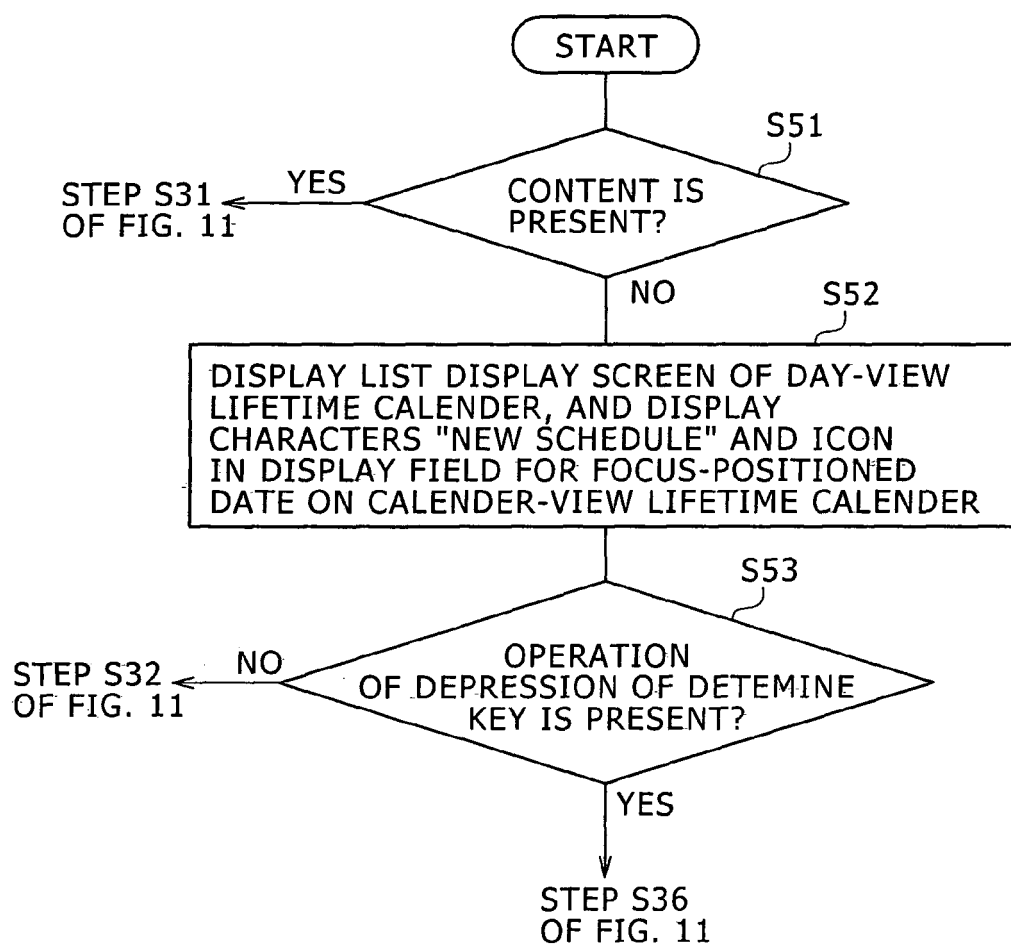 START
S51
CONTENT IS
PRESENT?
YES
STEP S31
OF FIG. 11
NO
S52
DISPLAY LIST DISPLAY SCREEN OF DAY-VIEW
LIFETIME CALENDER, AND DISPLAY
CHARACTERS "NEW SCHEDULE" AND ICON
IN DISPLAY FIELD FOR FOCUS-POSITIONED
DATE ON CALENDER-VIEW LIFETIME CALENDER
S53
OPERATION
OF DEPRESSION OF DETEMINE
KEY IS PRESENT?
NO
STEP S32
OF FIG. 11
YES
STEP S36
OF FIG. 11